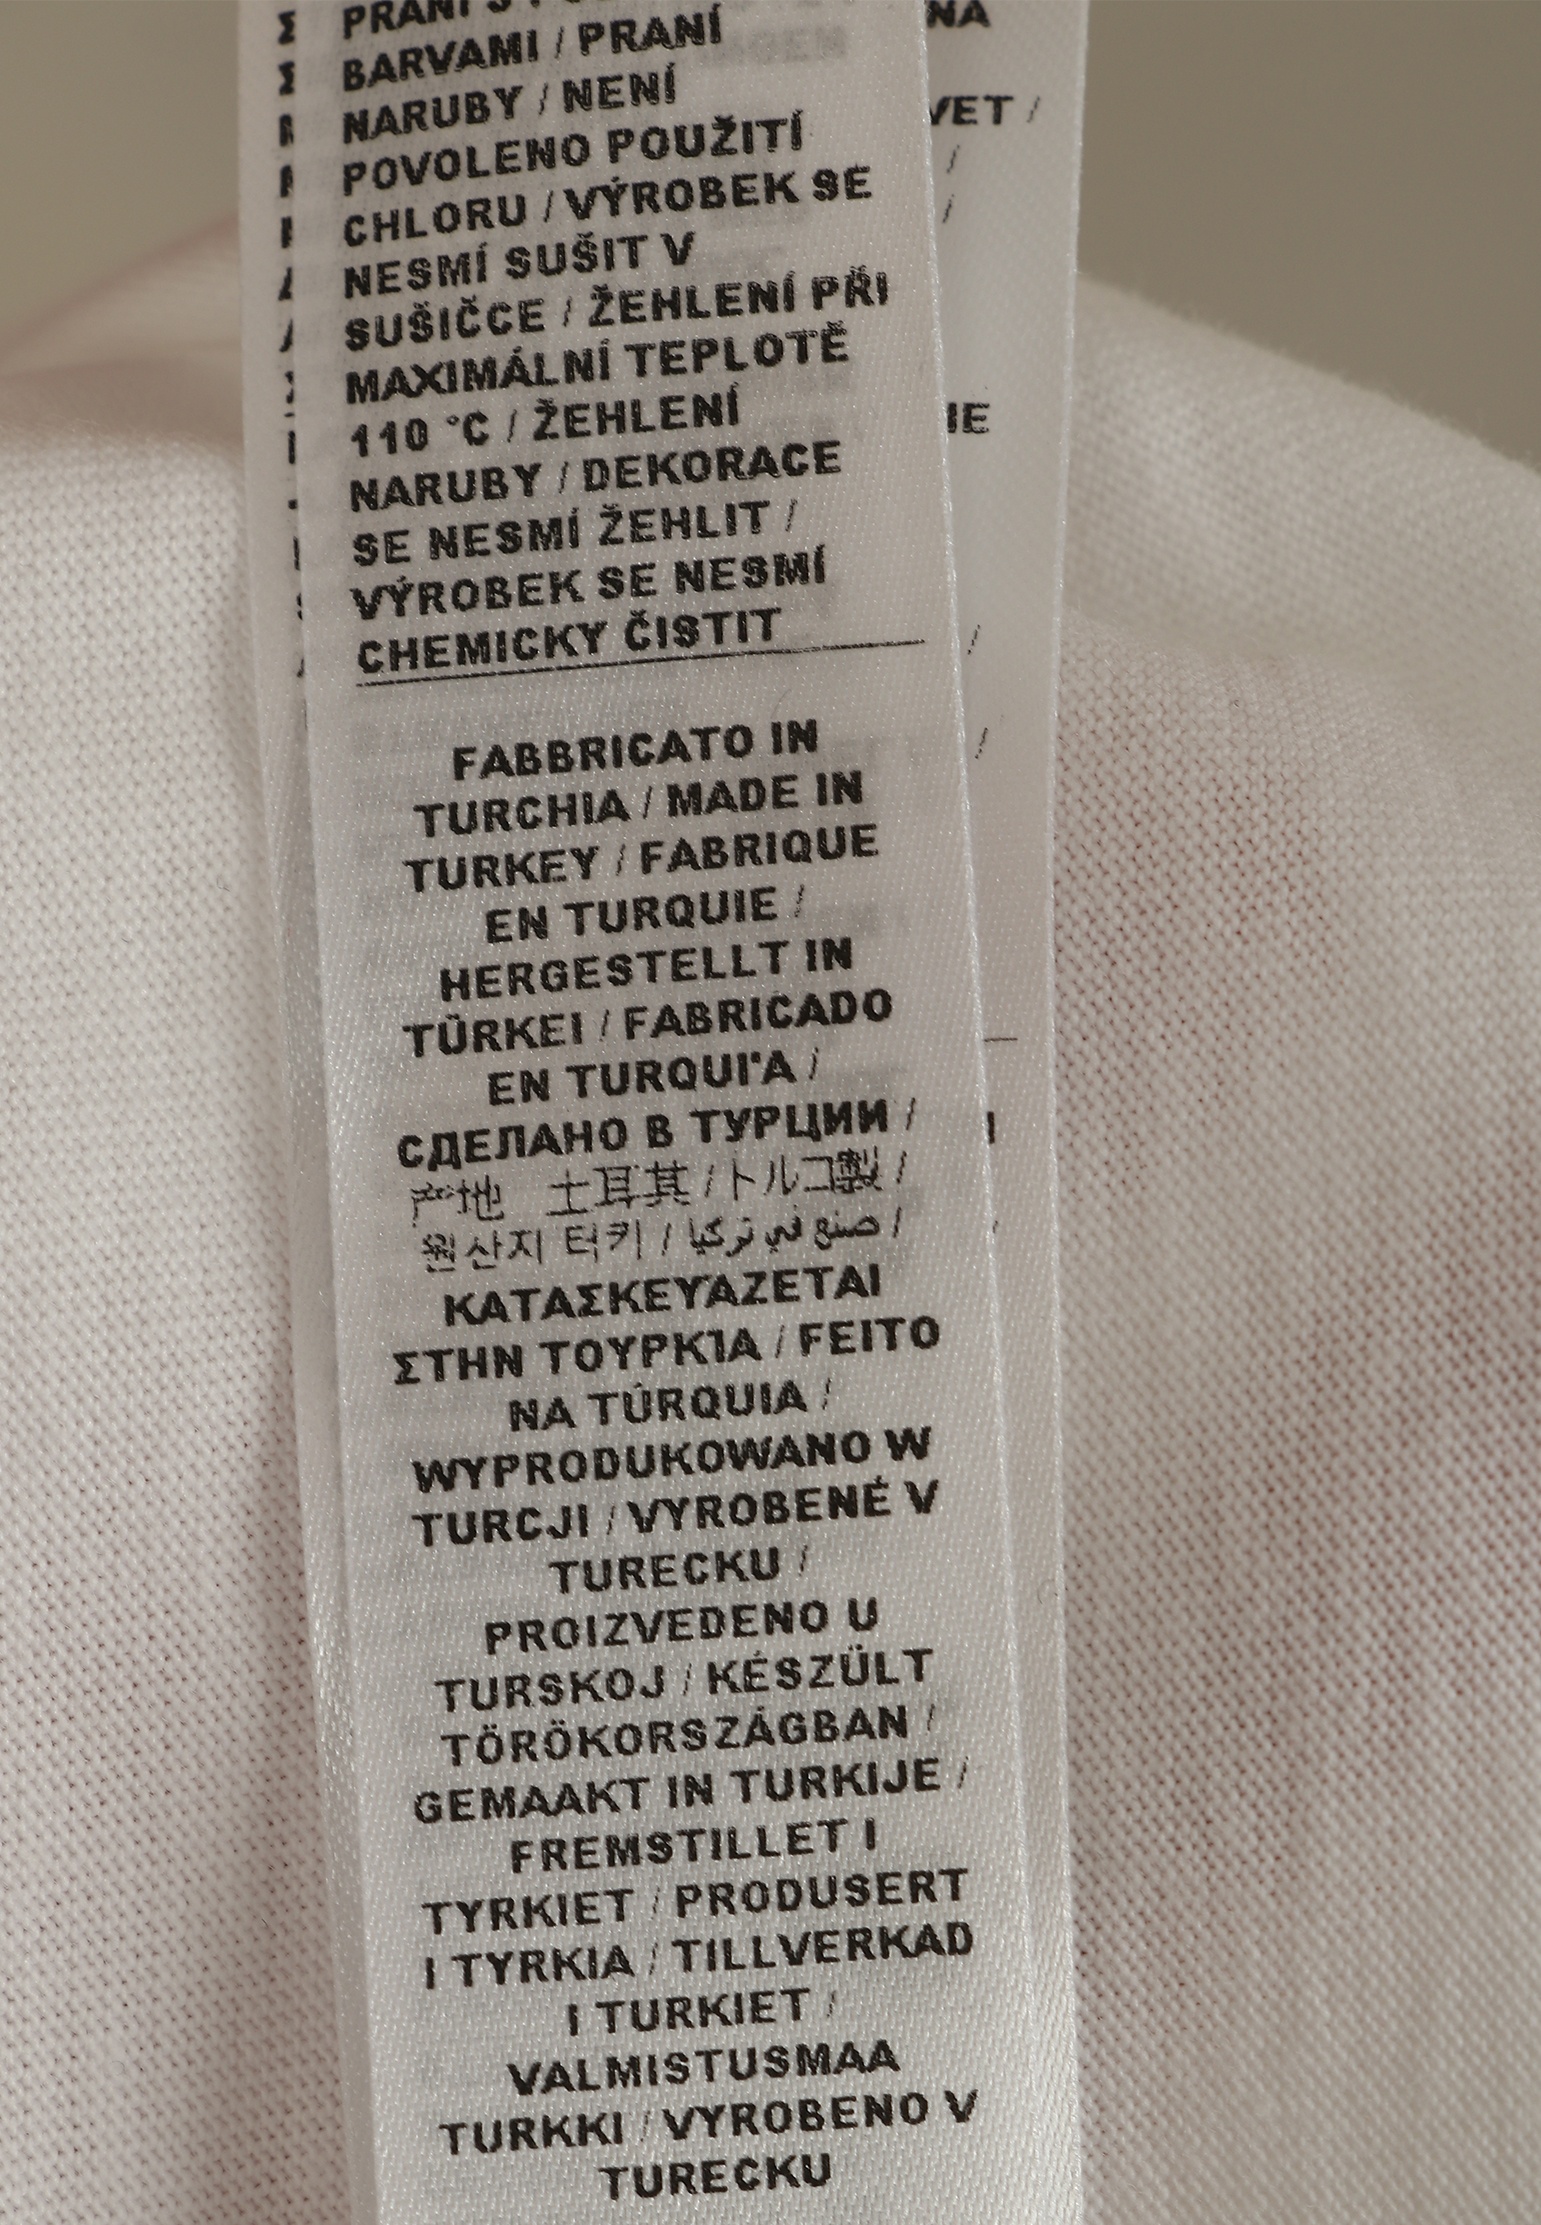 BARVAMI / PRANÍ
NARUBY / NENÍ
POVOLENO POUŽITÍ
CHLORU / VÝROBEK SE
NESMÍ SUŠIT V
SUŠIČCE / ŽEHLENÍ PŘI
MAXIMÁLNÍ TEPLOTĚ
110 °C / ŽEHLENÍ
NARUBY / DEKORACE
SE NESMÍ ŽEHLIT /
VÝROBEK SE NESMÍ
CHEMICKY ČISTIT
FABBRICATO IN
TURCHIA / MADE IN
TURKEY / FABRIQUE
EN TURQUIE /
HERGESTELLT IN
TÜRKEI / FABRICADO
EN TURQUI'A /
СДЕЛАНО В ТУРЦИИ /
产地 土耳其 / トルコ製 /
원산지 터키 / صنع في تركيا /
ΚΑΤΑΣΚΕΥΑΖΕΤΑΙ
ΣΤΗΝ ΤΟΥΡΚΊΑ / FEITO
NA TÚRQUIA /
WYPRODUKOWANO W
TURCJI / VYROBENÉ V
TURECKU /
PROIZVEDENO U
TURSKOJ / KÉSZÜLT
TÖRÖKORSZÁGBAN /
GEMAAKT IN TURKIJE /
FREMSTILLET I
TYRKIET / PRODUSERT
I TYRKIA / TILLVERKAD
I TURKIET /
VALMISTUSMAA
TURKKI / VYROBENO V
TURECKU